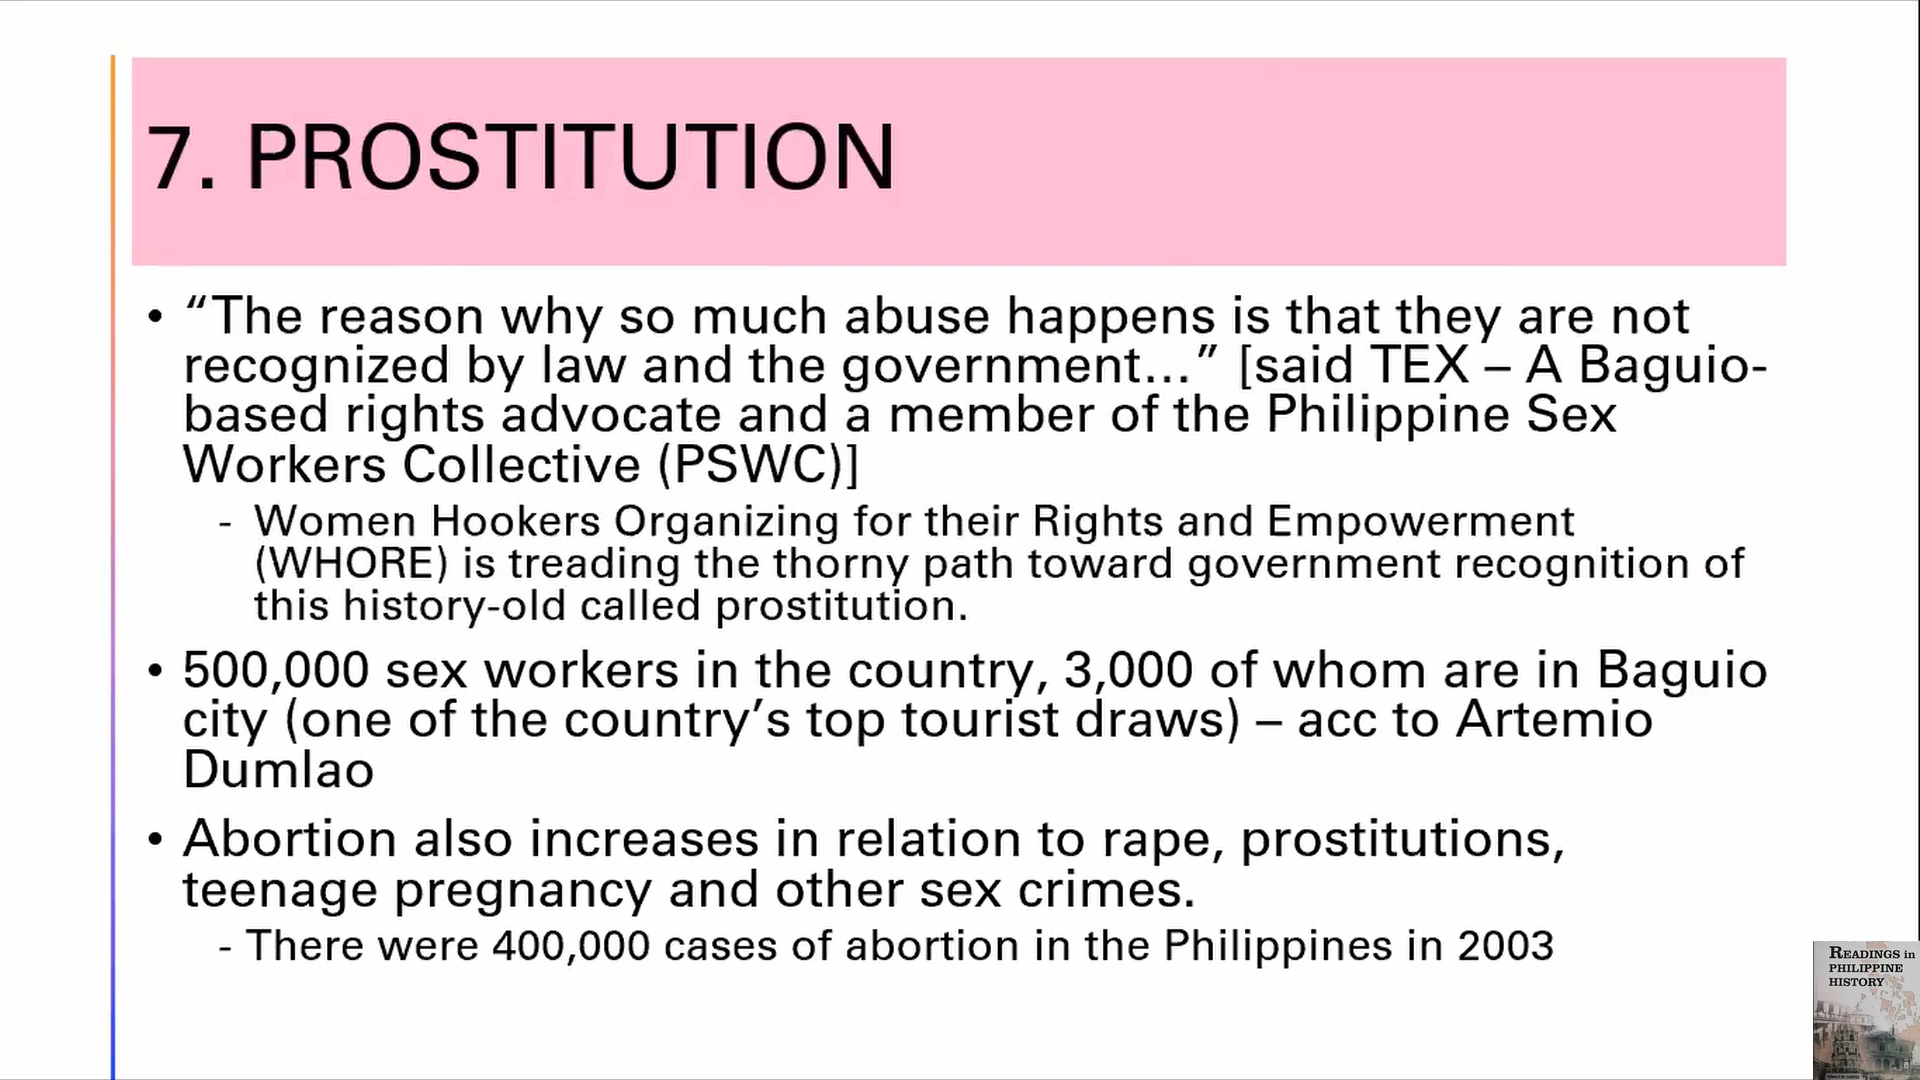 7. PROSTITUTION
• “The reason why so much abuse happens is that they are not
recognized by law and the government...” [said TEX – A Baguio-
based rights advocate and a member of the Philippine Sex
Workers Collective (PSWC)]
- Women Hookers Organizing for their Rights and Empowerment
(WHORE) is treading the thorny path toward government recognition of
this history-old called prostitution.
• 500,000 sex workers in the country, 3,000 of whom are in Baguio
city (one of the country’s top tourist draws) – acc to Artemio
Dumlao
• Abortion also increases in relation to rape, prostitutions,
teenage pregnancy and other sex crimes.
- There were 400,000 cases of abortion in the Philippines in 2003
READINGS in
PHILIPPINE
HISTORY